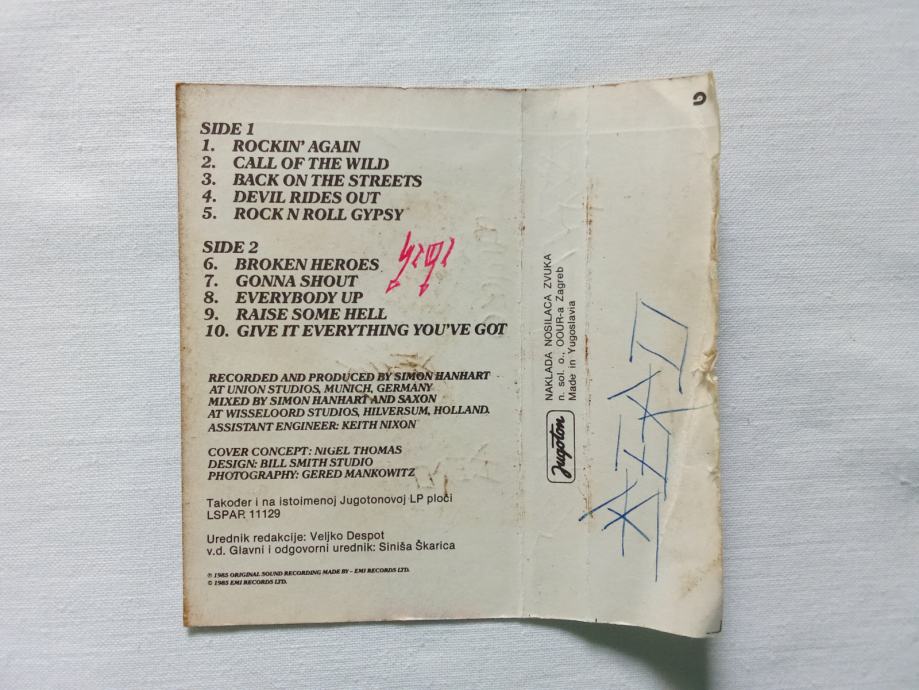 SIDE 1
1. ROCKIN' AGAIN
2. CALL OF THE WILD
3. BACK ON THE STREETS
4. DEVIL RIDES OUT
5. ROCK N ROLL GYPSY
SIDE 2
6. BROKEN HEROES
7. GONNA SHOUT
8. EVERYBODY UP
9. RAISE SOME HELL
10. GIVE IT EVERYTHING YOU'VE GOT
RECORDED AND PRODUCED BY SIMON HANHART
AT UNION STUDIOS, MUNICH, GERMANY
MIXED BY SIMON HANHART AND SAXON
AT WISSELOORD STUDIOS, HILVERSUM, HOLLAND.
ASSISTANT ENGINEER: KEITH NIXON
COVER CONCEPT: NIGEL THOMAS
DESIGN: BILL SMITH STUDIO
PHOTOGRAPHY: GERED MANKOWITZ
Također i na istoimenoj Jugotonovoj LP ploči
LSPAR 11129
Urednik redakcije: Veljko Despot
v.d. Glavni i odgovorni urednik: Siniša Škarica
℗ 1985 ORIGINAL SOUND RECORDING MADE BY – EMI RECORDS LTD.
© 1985 EMI RECORDS LTD.
Jugoton
NAKLADA NOSILACA ZVUKA
n. sol. o., OOUR-a Zagreb
Made in Yugoslavia